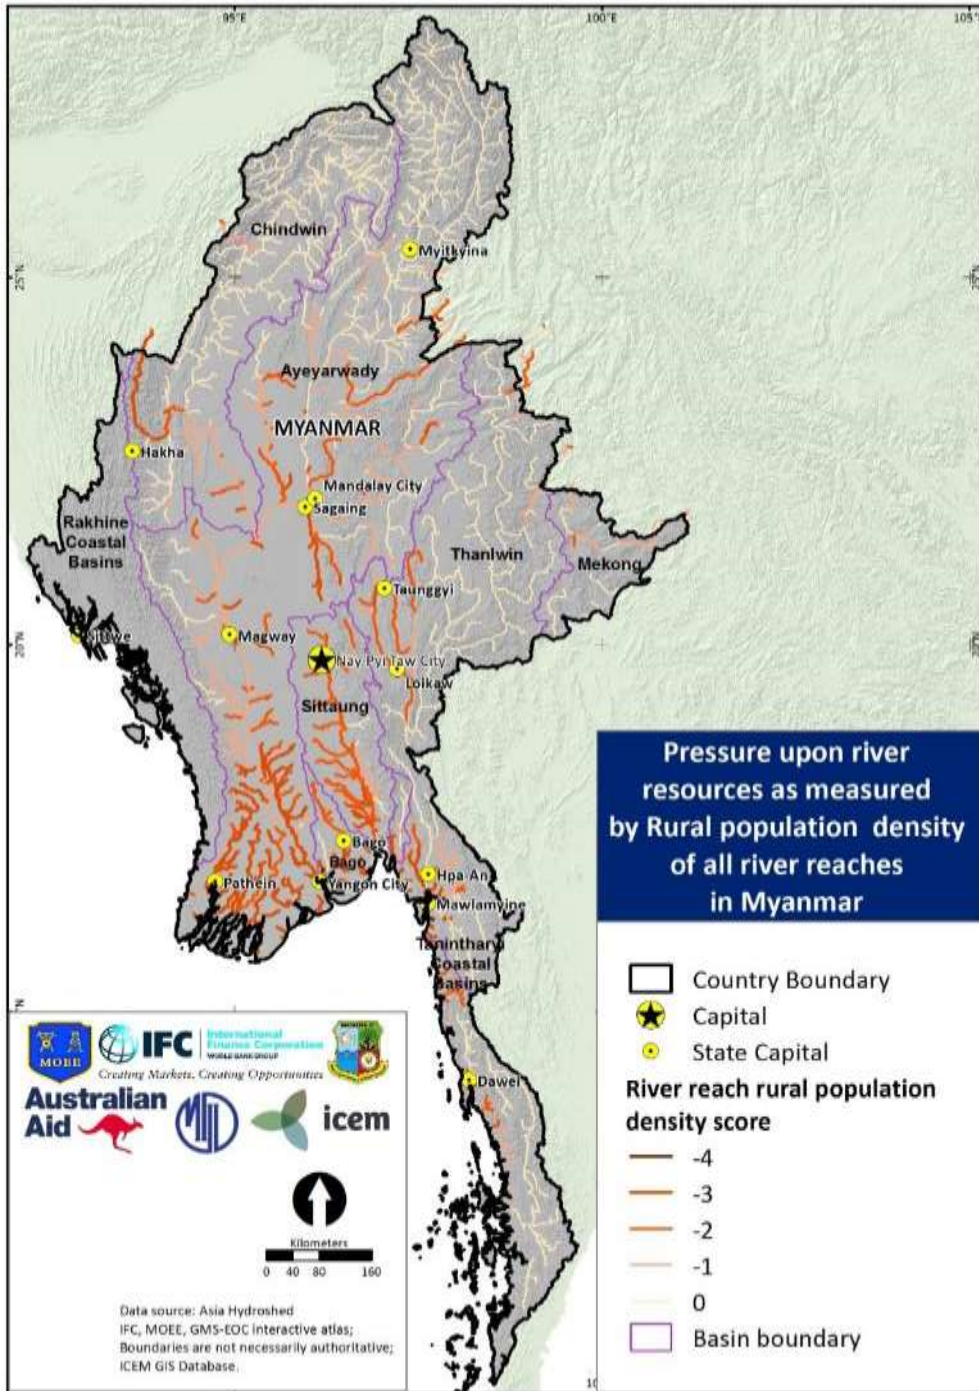 95°E
100°E
105°E
25°N
25°N
20°N
20°N
Chindwin
Myitkyina
Ayeyarwady
MYANMAR
Hakha
Mandalay City
Sagaing
Rakhine
Coastal
Basins
Thanlwin
Mekong
Taunggyi
Sittwe
Magway
Nay Pyi Taw City
Loikaw
Sittaung
Bago
Bago
Pathein
Yangon City
Hpa-An
Mawlamyine
Tanintharyi
Coastal
Basins
Dawei
Pressure upon river
resources as measured
by Rural population density
of all river reaches
in Myanmar
Country Boundary
Capital
State Capital
River reach rural population
density score
-4
-3
-2
-1
0
Basin boundary
MOEE
IFC
International
Finance Corporation
WORLD BANK GROUP
Creating Markets, Creating Opportunities
Australian
Aid
icem
Kilometers
0 40 80 160
Data source: Asia Hydroshed
IFC, MOEE, GMS-EOC interactive atlas;
Boundaries are not necessarily authoritative;
ICEM GIS Database.